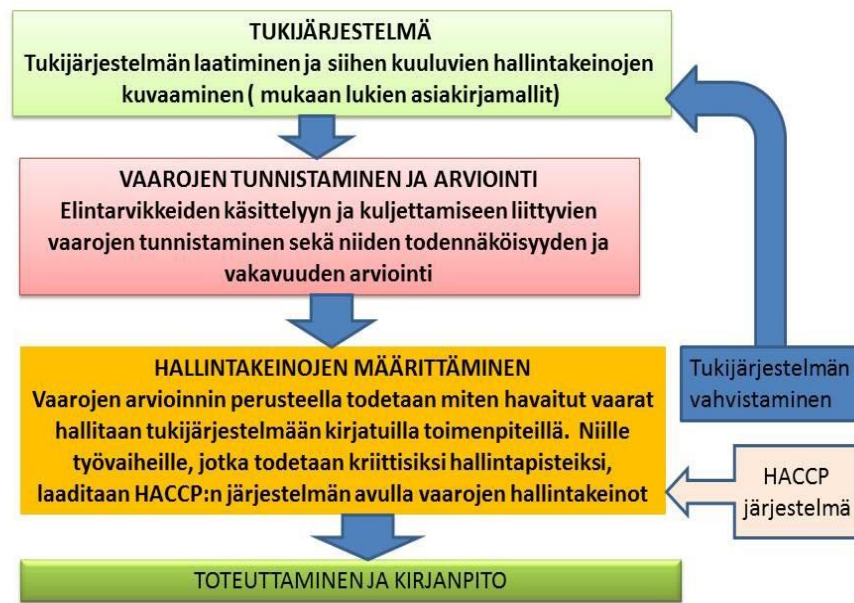 TUKIJÄRJESTELMÄ
Tukijärjestelmän laatiminen ja siihen kuuluvien hallintakeinojen
kuvaaminen ( mukaan lukien asiakirjamallit)
VAAROJEN TUNNISTAMINEN JA ARVIOINTI
Elintarvikkeiden käsittelyyn ja kuljettamiseen liittyvien
vaarojen tunnistaminen sekä niiden todennäköisyyden ja
vakavuuden arviointi
HALLINTAKEINOJEN MÄÄRITTÄMINEN
Vaarojen arvioinnin perusteella todetaan miten havaitut vaarat
hallitaan tukijärjestelmään kirjatuilla toimenpiteillä. Niille
työvaiheille, jotka todetaan kriittisiksi hallintapisteiksi,
laaditaan HACCP:n järjestelmän avulla vaarojen hallintakeinot
Tukijärjestelmän
vahvistaminen
HACCP
järjestelmä
TOTEUTTAMINEN JA KIRJANPITO